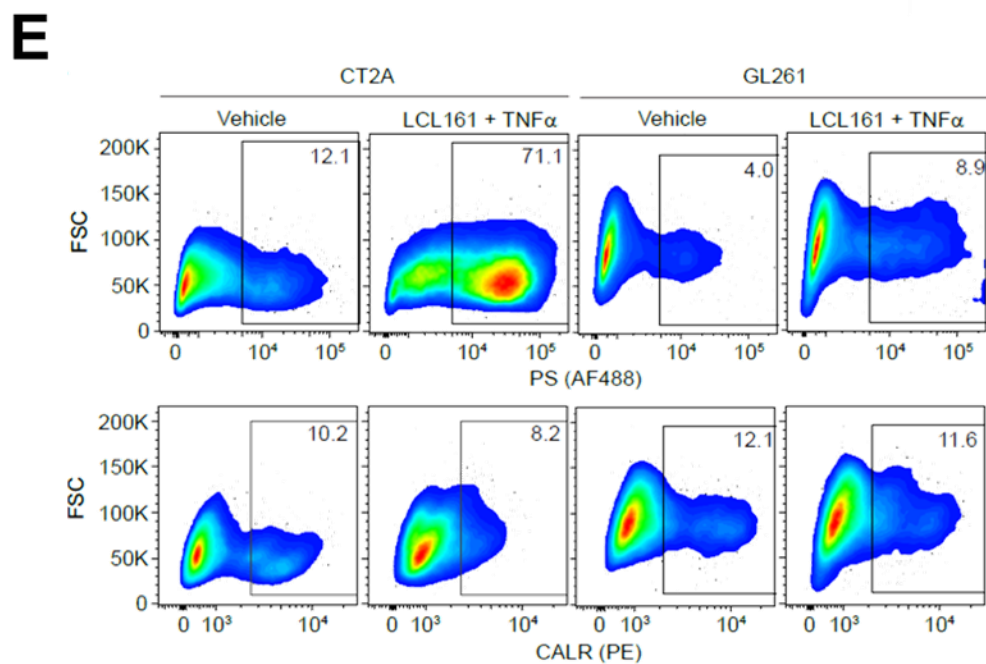 E
CT2A GL261
Vehicle LCL161 + TNFα Vehicle LCL161 + TNFα
200K 12.1 71.1 4.0 8.9
150K
FSC
100K
50K
0
0 10⁴ 10⁵ 0 10⁴ 10⁵ 0 10⁴ 10⁵ 0 10⁴ 10⁵
PS (AF488)
200K 10.2 8.2 12.1 11.6
150K
FSC
100K
50K
0
0 10³ 10⁴ 0 10³ 10⁴ 0 10³ 10⁴ 0 10³ 10⁴
CALR (PE)